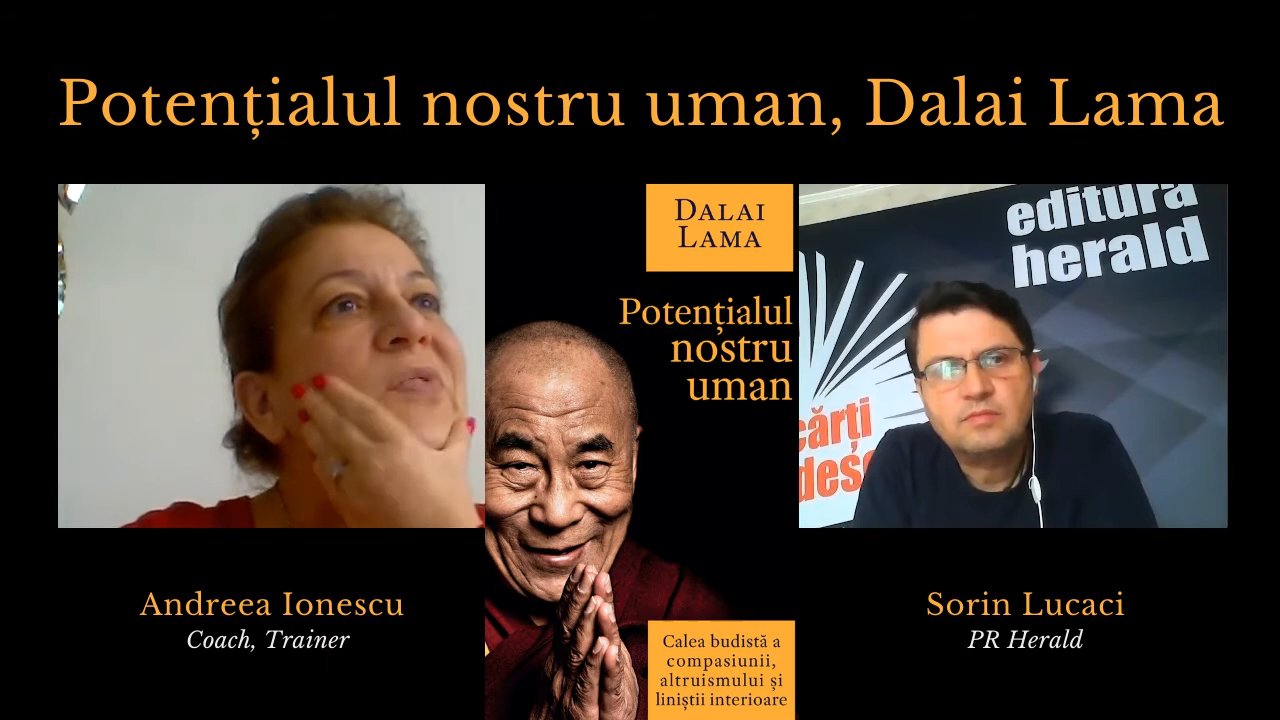 Potențialul nostru uman, Dalai Lama
DALAI
LAMA
Potențialul
nostru
uman
Calea budistă a
compasiunii,
altruismului și
liniștii interioare
editura
herald
cărți
Andreea Ionescu
Coach, Trainer
Sorin Lucaci
PR Herald